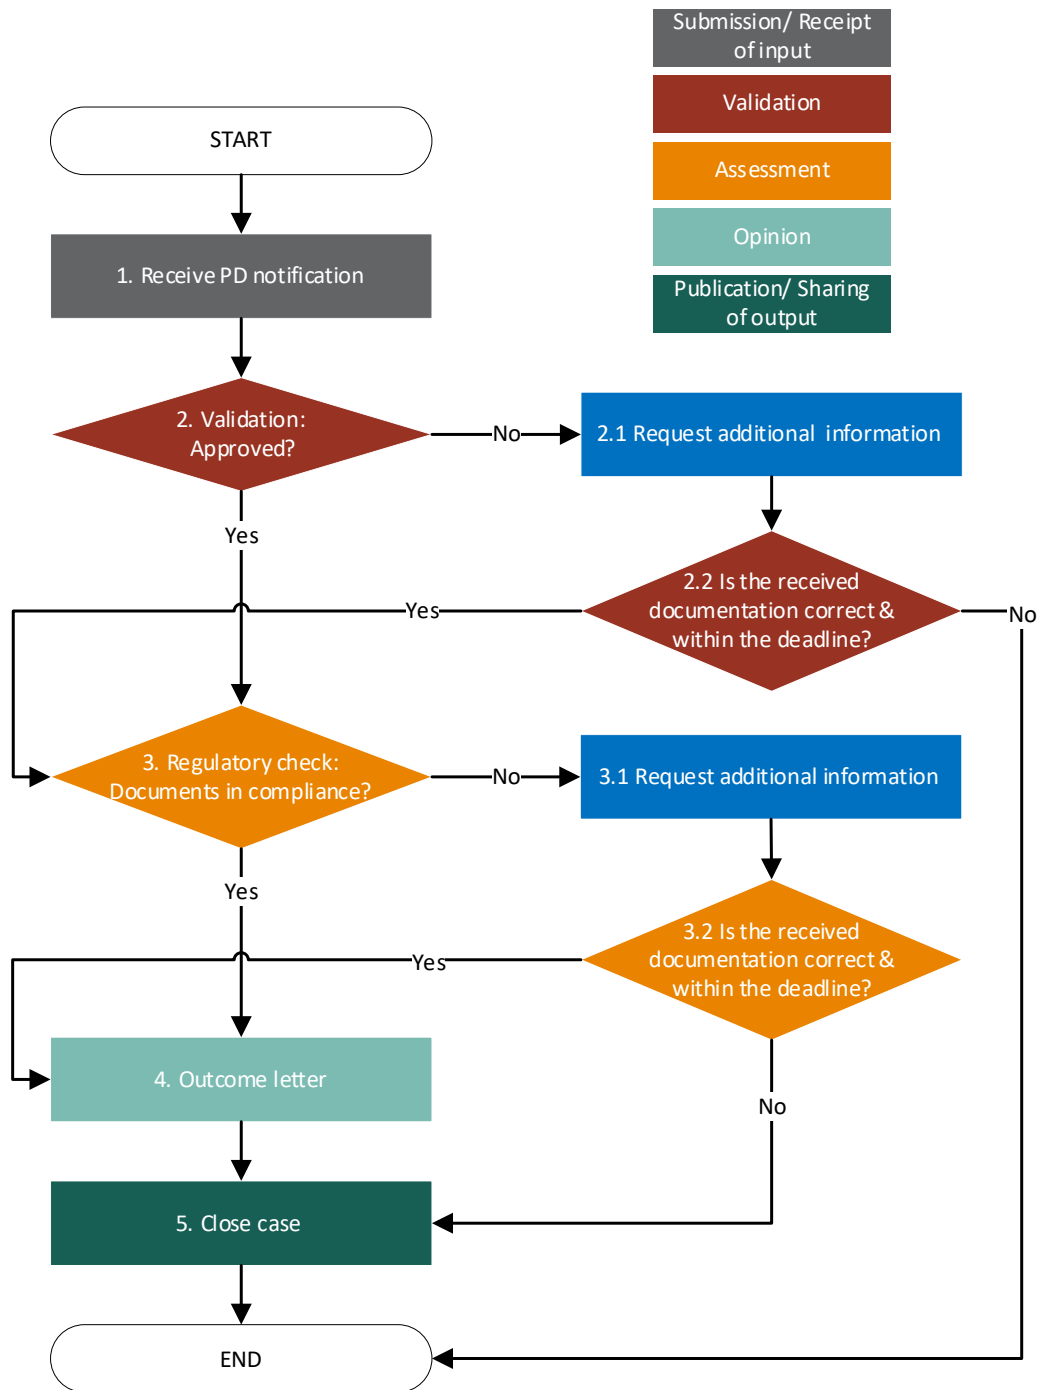 Submission/ Receipt
of input
Validation
Assessment
Opinion
Publication/ Sharing
of output
START
1. Receive PD notification
2. Validation:
Approved?
No
2.1 Request additional information
Yes
2.2 Is the received
documentation correct &
within the deadline?
Yes
No
3. Regulatory check:
Documents in compliance?
No
3.1 Request additional information
Yes
3.2 Is the received
documentation correct &
within the deadline?
Yes
4. Outcome letter
No
5. Close case
END